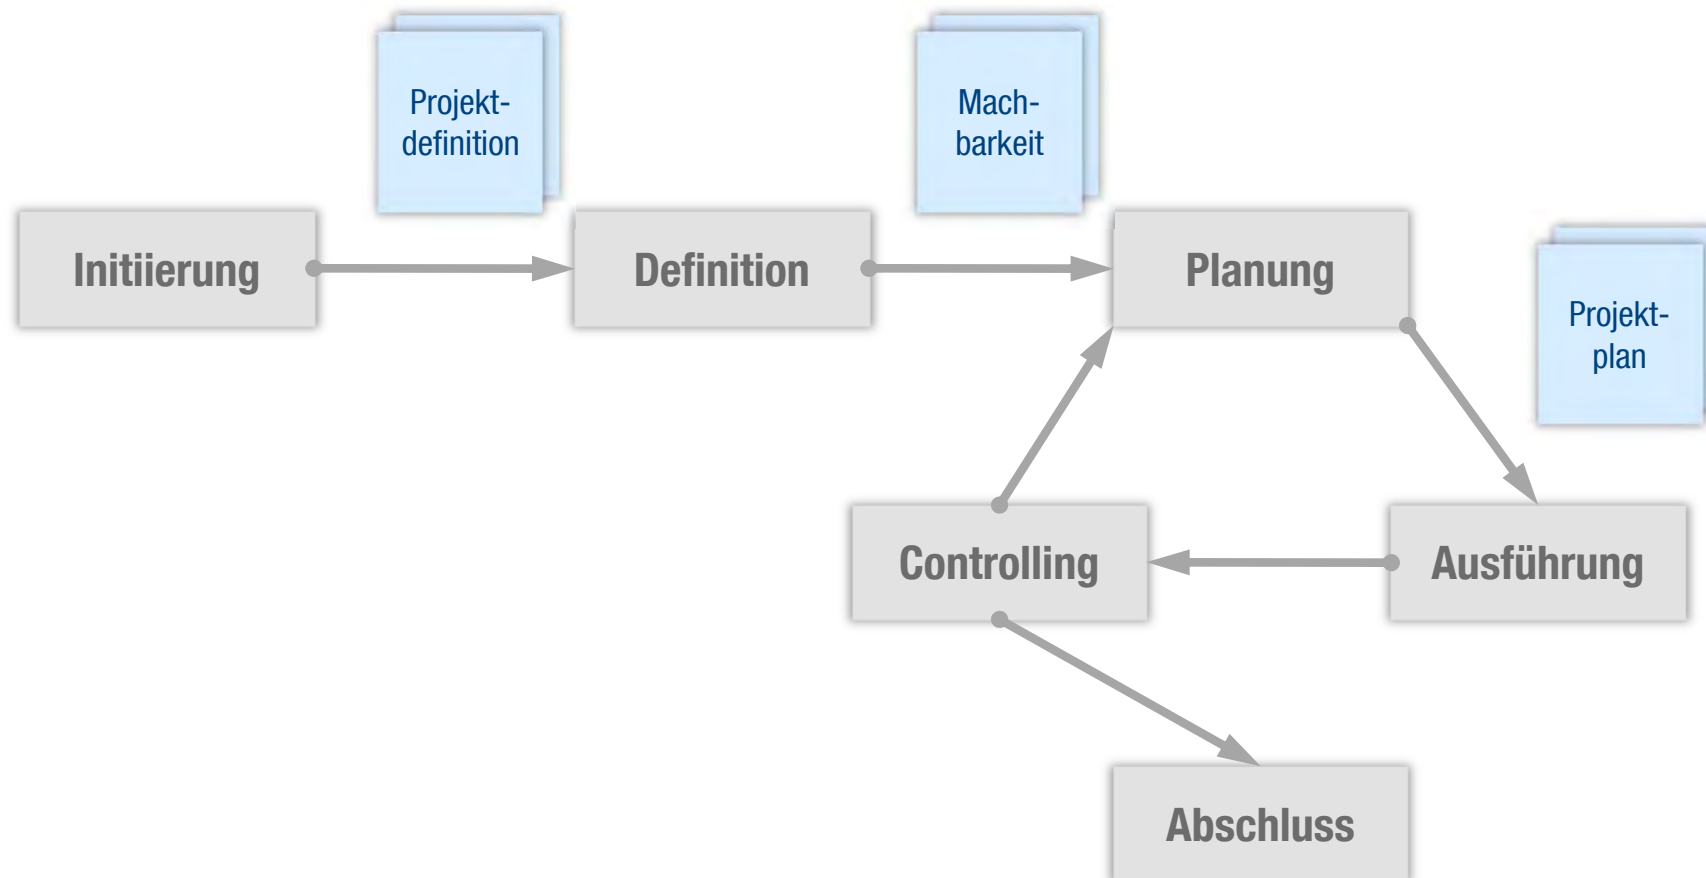 Projekt-
definition
Mach-
barkeit
Initiierung
Definition
Planung
Projekt-
plan
Controlling
Ausführung
Abschluss